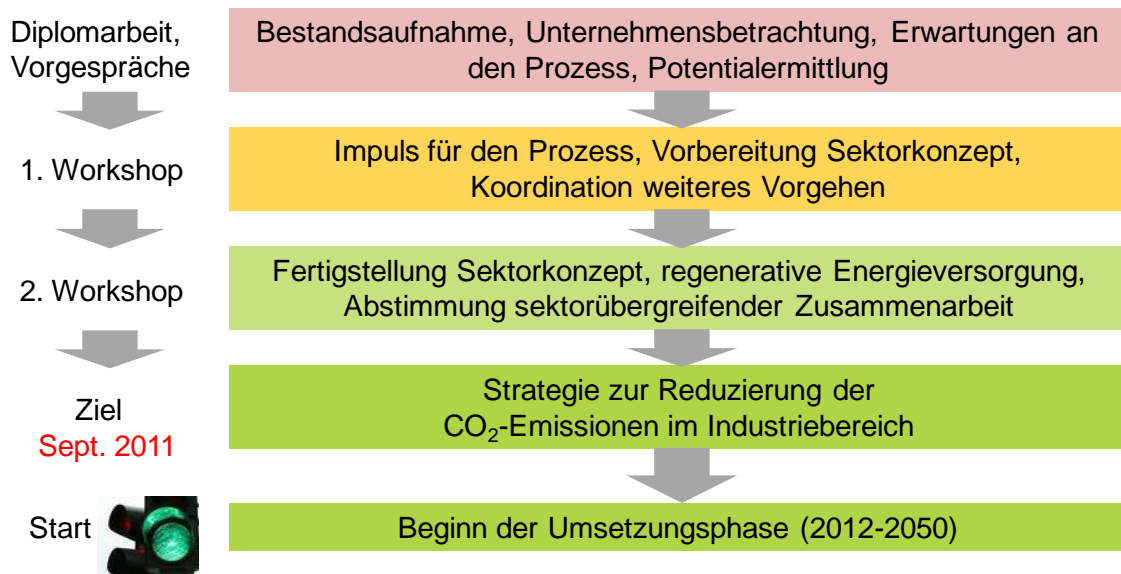 Diplomarbeit,
Vorgespräche
Bestandsaufnahme, Unternehmensbetrachtung, Erwartungen an
den Prozess, Potentialermittlung
1. Workshop
Impuls für den Prozess, Vorbereitung Sektorkonzept,
Koordination weiteres Vorgehen
2. Workshop
Fertigstellung Sektorkonzept, regenerative Energieversorgung,
Abstimmung sektorübergreifender Zusammenarbeit
Ziel
Sept. 2011
Strategie zur Reduzierung der
CO₂-Emissionen im Industriebereich
Start
Beginn der Umsetzungsphase (2012-2050)